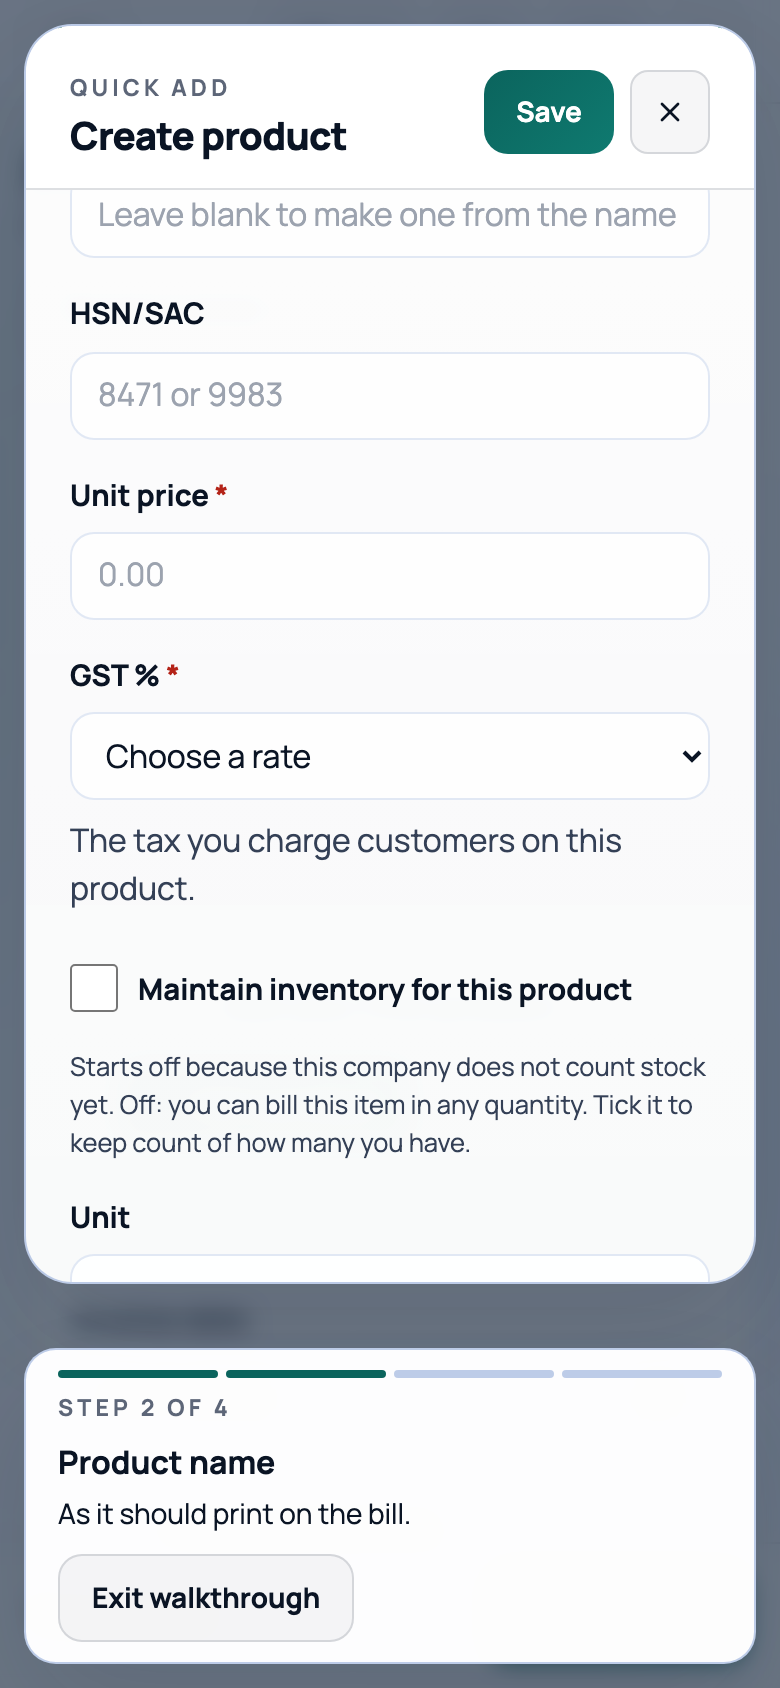 QUICK ADD
Create product
Save
Leave blank to make one from the name
HSN/SAC
8471 or 9983
Unit price *
0.00
GST % *
Choose a rate
The tax you charge customers on this
product.
Maintain inventory for this product
Starts off because this company does not count stock
yet. Off: you can bill this item in any quantity. Tick it to
keep count of how many you have.
Unit
STEP 2 OF 4
Product name
As it should print on the bill.
Exit walkthrough